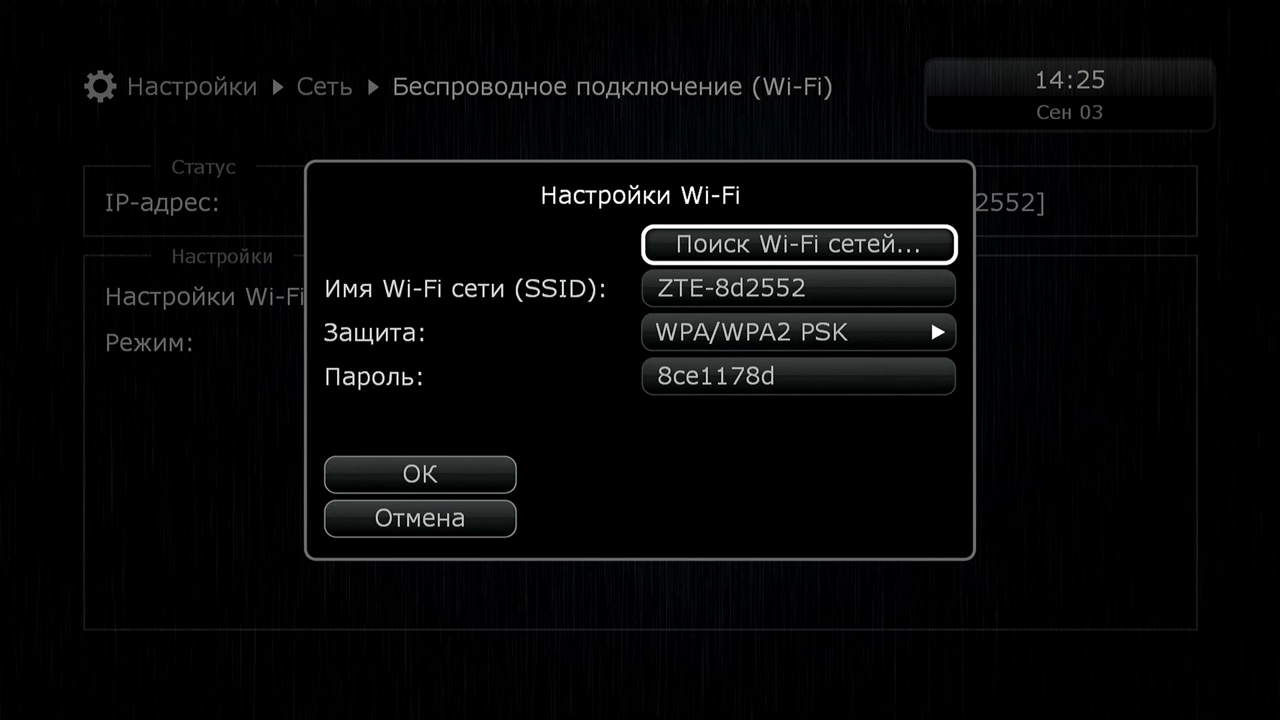 Настройки ▶ Сеть ▶ Беспроводное подключение (Wi-Fi)
14:25
Сен 03
Статус
IP-адрес:
2552]
Настройки
Настройки Wi-Fi
Режим:
Настройки Wi-Fi
Поиск Wi-Fi сетей...
Имя Wi-Fi сети (SSID): ZTE-8d2552
Защита: WPA/WPA2 PSK ▶
Пароль: 8ce1178d
ОК
Отмена